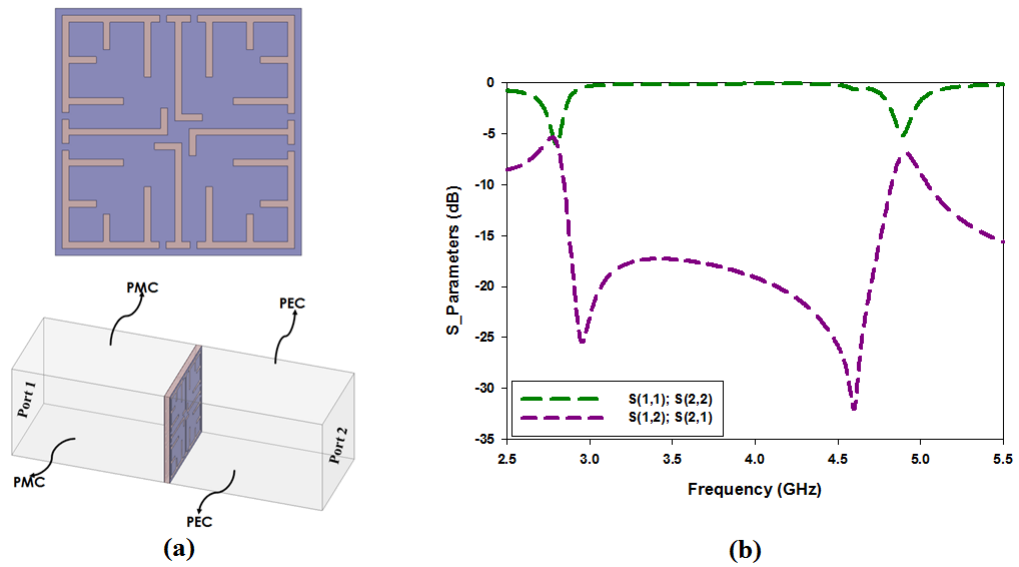 PMC
PEC
Port 1
Port 2
PMC
PEC
(a)
S_Parameters (dB)
0
-5
-10
-15
-20
-25
-30
-35
S(1,1); S(2,2)
S(1,2); S(2,1)
2.5 3.0 3.5 4.0 4.5 5.0 5.5
Frequency (GHz)
(b)